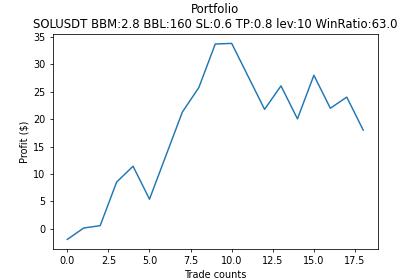 Portfolio
SOLUSDT BBM:2.8 BBL:160 SL:0.6 TP:0.8 lev:10 WinRatio:63.0
35
30
25
20
15
10
5
0
Profit ($)
0.0 2.5 5.0 7.5 10.0 12.5 15.0 17.5
Trade counts